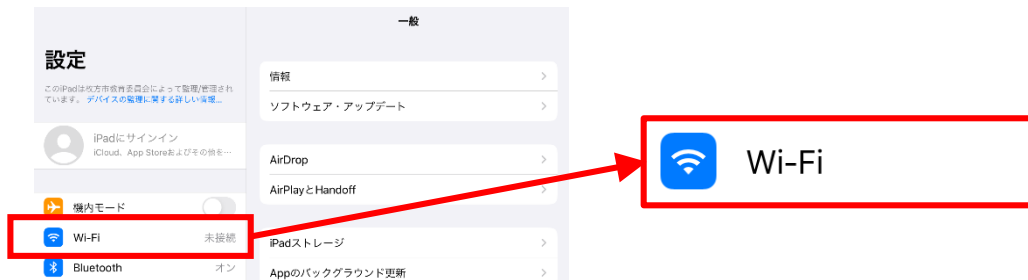 一般
設定
このiPadは枚方市教育委員会によって監理/管理され
ています。デバイスの監理に関する詳しい情報...
iPadにサインイン
iCloud、App Storeおよびその他を…
機内モード
Wi-Fi 未接続
Bluetooth オン
情報
ソフトウェア・アップデート
AirDrop
AirPlayとHandoff
iPadストレージ
Appのバックグラウンド更新
Wi-Fi